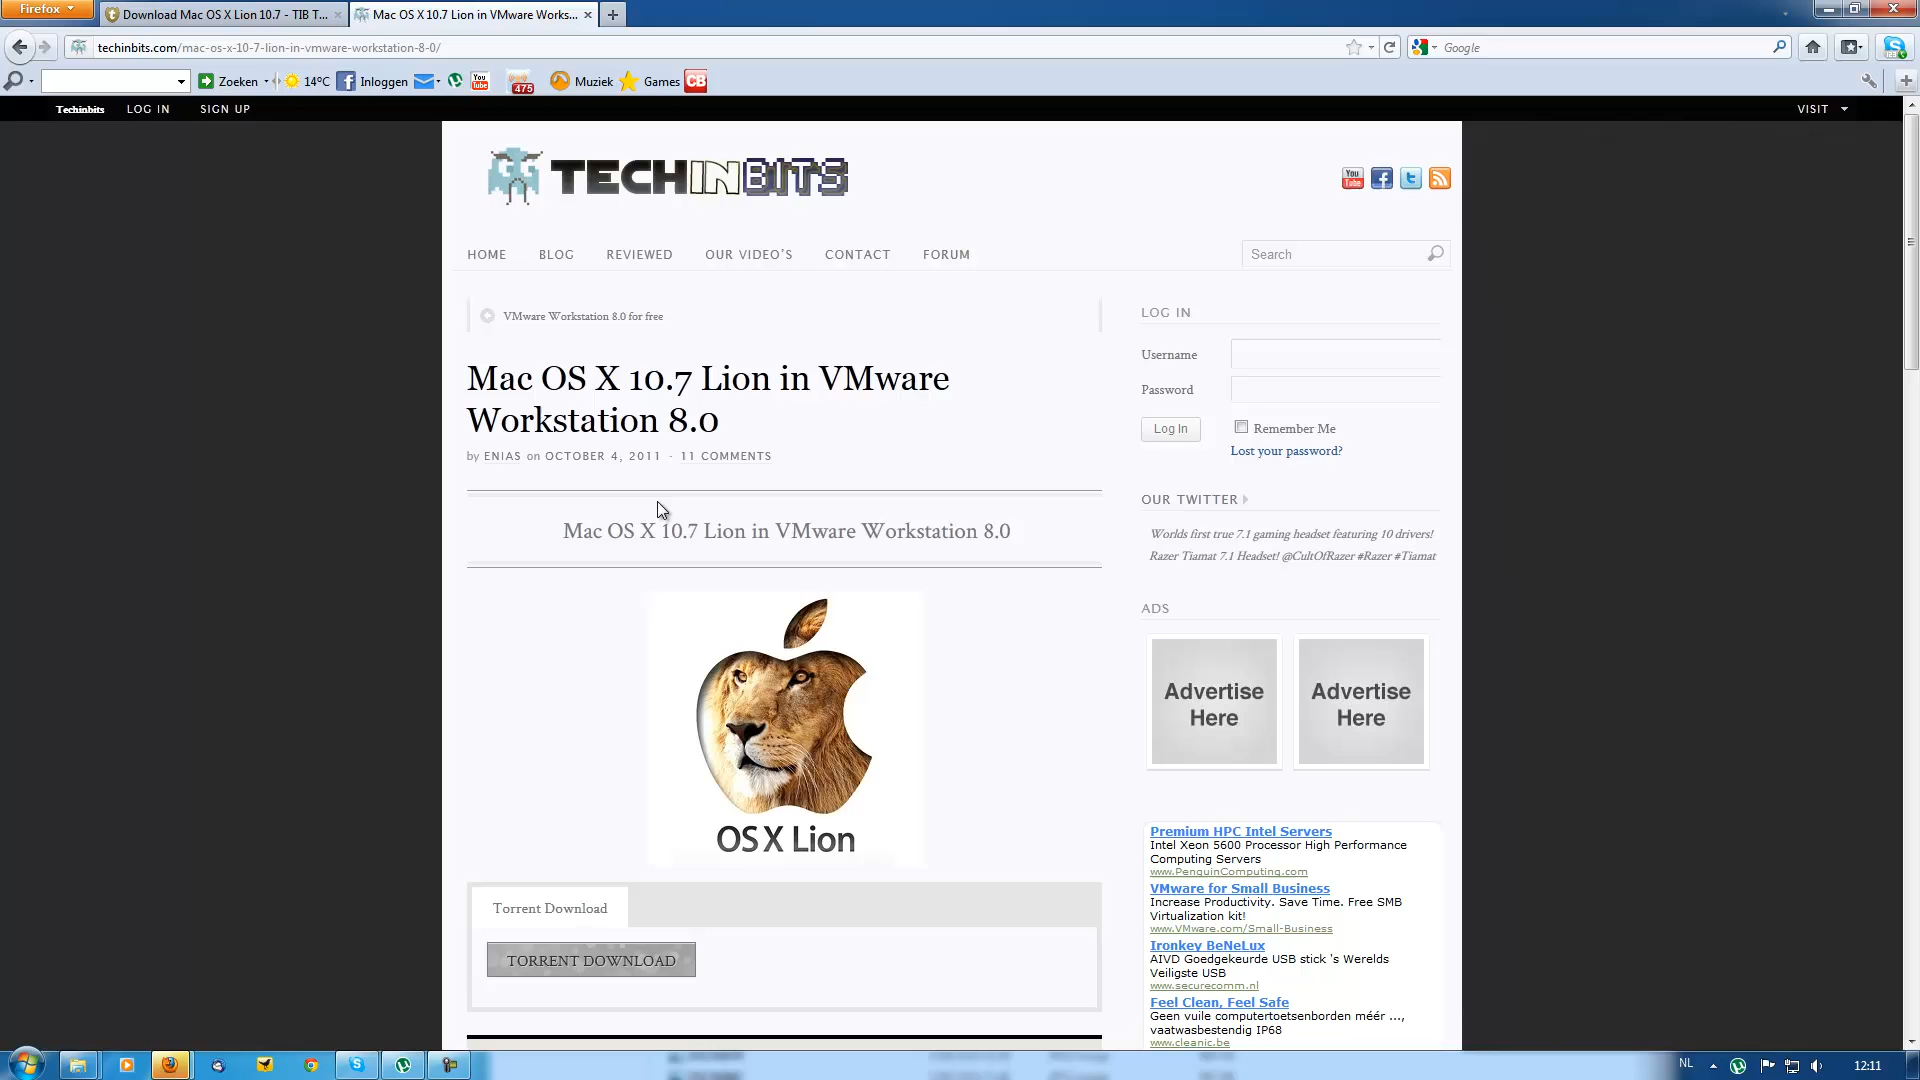 Firefox
Download Mac OS X Lion 10.7 - TIB T...
Mac OS X 10.7 Lion in VMware Works...
techinbits.com/mac-os-x-10-7-lion-in-vmware-workstation-8-0/
Google
Zoeken
14°C
Inloggen
You Tube
475
Muziek
Games
CB
Techinbits
LOG IN
SIGN UP
VISIT
TECHINBITS
You Tube
HOME
BLOG
REVIEWED
OUR VIDEO'S
CONTACT
FORUM
Search
VMware Workstation 8.0 for free
Mac OS X 10.7 Lion in VMware
Workstation 8.0
by ENIAS on OCTOBER 4, 2011 · 11 COMMENTS
Mac OS X 10.7 Lion in VMware Workstation 8.0
OS X Lion
Torrent Download
TORRENT DOWNLOAD
LOG IN
Username
Password
Log In
Remember Me
Lost your password?
OUR TWITTER
Worlds first true 7.1 gaming headset featuring 10 drivers!
Razer Tiamat 7.1 Headset! @CultOfRazer #Razer #Tiamat
ADS
Advertise
Here
Advertise
Here
Premium HPC Intel Servers
Intel Xeon 5600 Processor High Performance
Computing Servers
www.PenguinComputing.com
VMware for Small Business
Increase Productivity. Save Time. Free SMB
Virtualization kit!
www.VMware.com/Small-Business
Ironkey BeNeLux
AIVD Goedgekeurde USB stick 's Werelds
Veiligste USB
www.securecomm.nl
Feel Clean, Feel Safe
Geen vuile computertoetsenborden méér ...,
vaatwasbestendig IP68
www.cleanic.be
NL
12:11